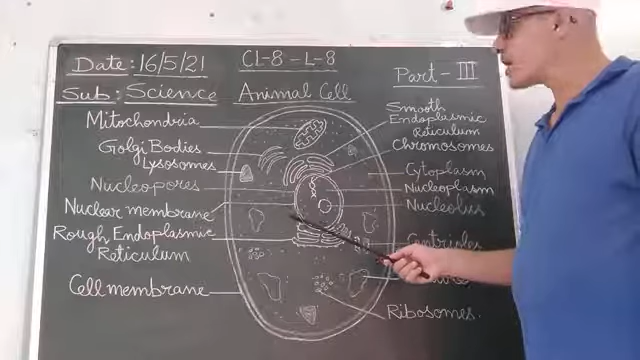 Date: 16/5/21
CL-8 - L-8
Part - III
Sub: Science
Animal Cell
Mitochondria
Golgi Bodies
Lysosomes
Nucleopores
Nuclear membrane
Rough Endoplasmic
Reticulum
Cell membrane
Smooth
Endoplasmic
Reticulum
Chromosomes
Cytoplasm
Nucleoplasm
Nucleolus
Centrioles
Ribosomes.